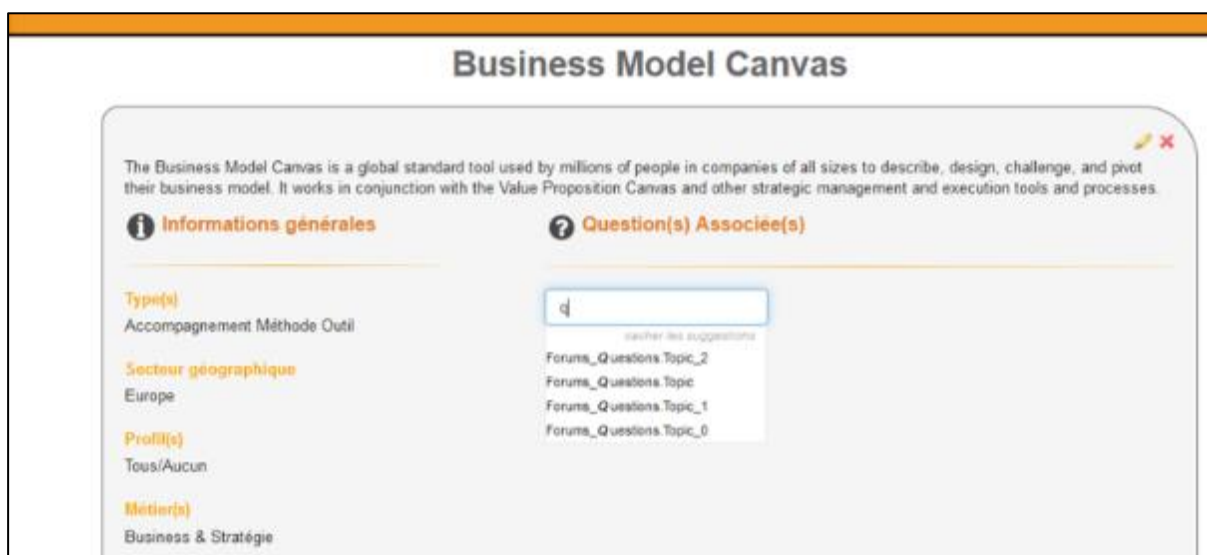 Business Model Canvas
The Business Model Canvas is a global standard tool used by millions of people in companies of all sizes to describe, design, challenge, and pivot
their business model. It works in conjunction with the Value Proposition Canvas and other strategic management and execution tools and processes.
Informations générales
Question(s) Associée(s)
Type(s)
Accompagnement Méthode Outil
Secteur géographique
Europe
Profil(s)
Tous/Aucun
Métier(s)
Business & Stratégie
q
cacher les suggestions
Forums_Questions.Topic_2
Forums_Questions.Topic
Forums_Questions.Topic_1
Forums_Questions.Topic_0